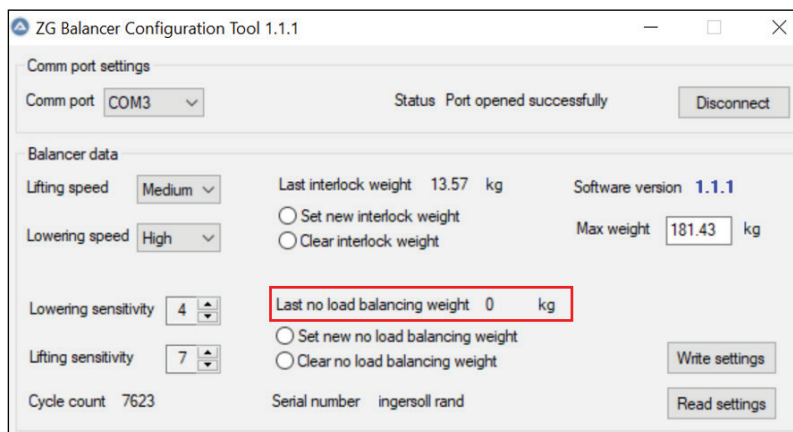 ZG Balancer Configuration Tool 1.1.1
Comm port settings
Comm port COM3 Status Port opened successfully Disconnect
Balancer data
Lifting speed Medium Last interlock weight 13.57 kg Software version 1.1.1
Set new interlock weight
Lowering speed High Clear interlock weight Max weight 181.43 kg
Lowering sensitivity 4 Last no load balancing weight 0 kg
Set new no load balancing weight
Lifting sensitivity 7 Clear no load balancing weight Write settings
Cycle count 7623 Serial number ingersoll rand Read settings